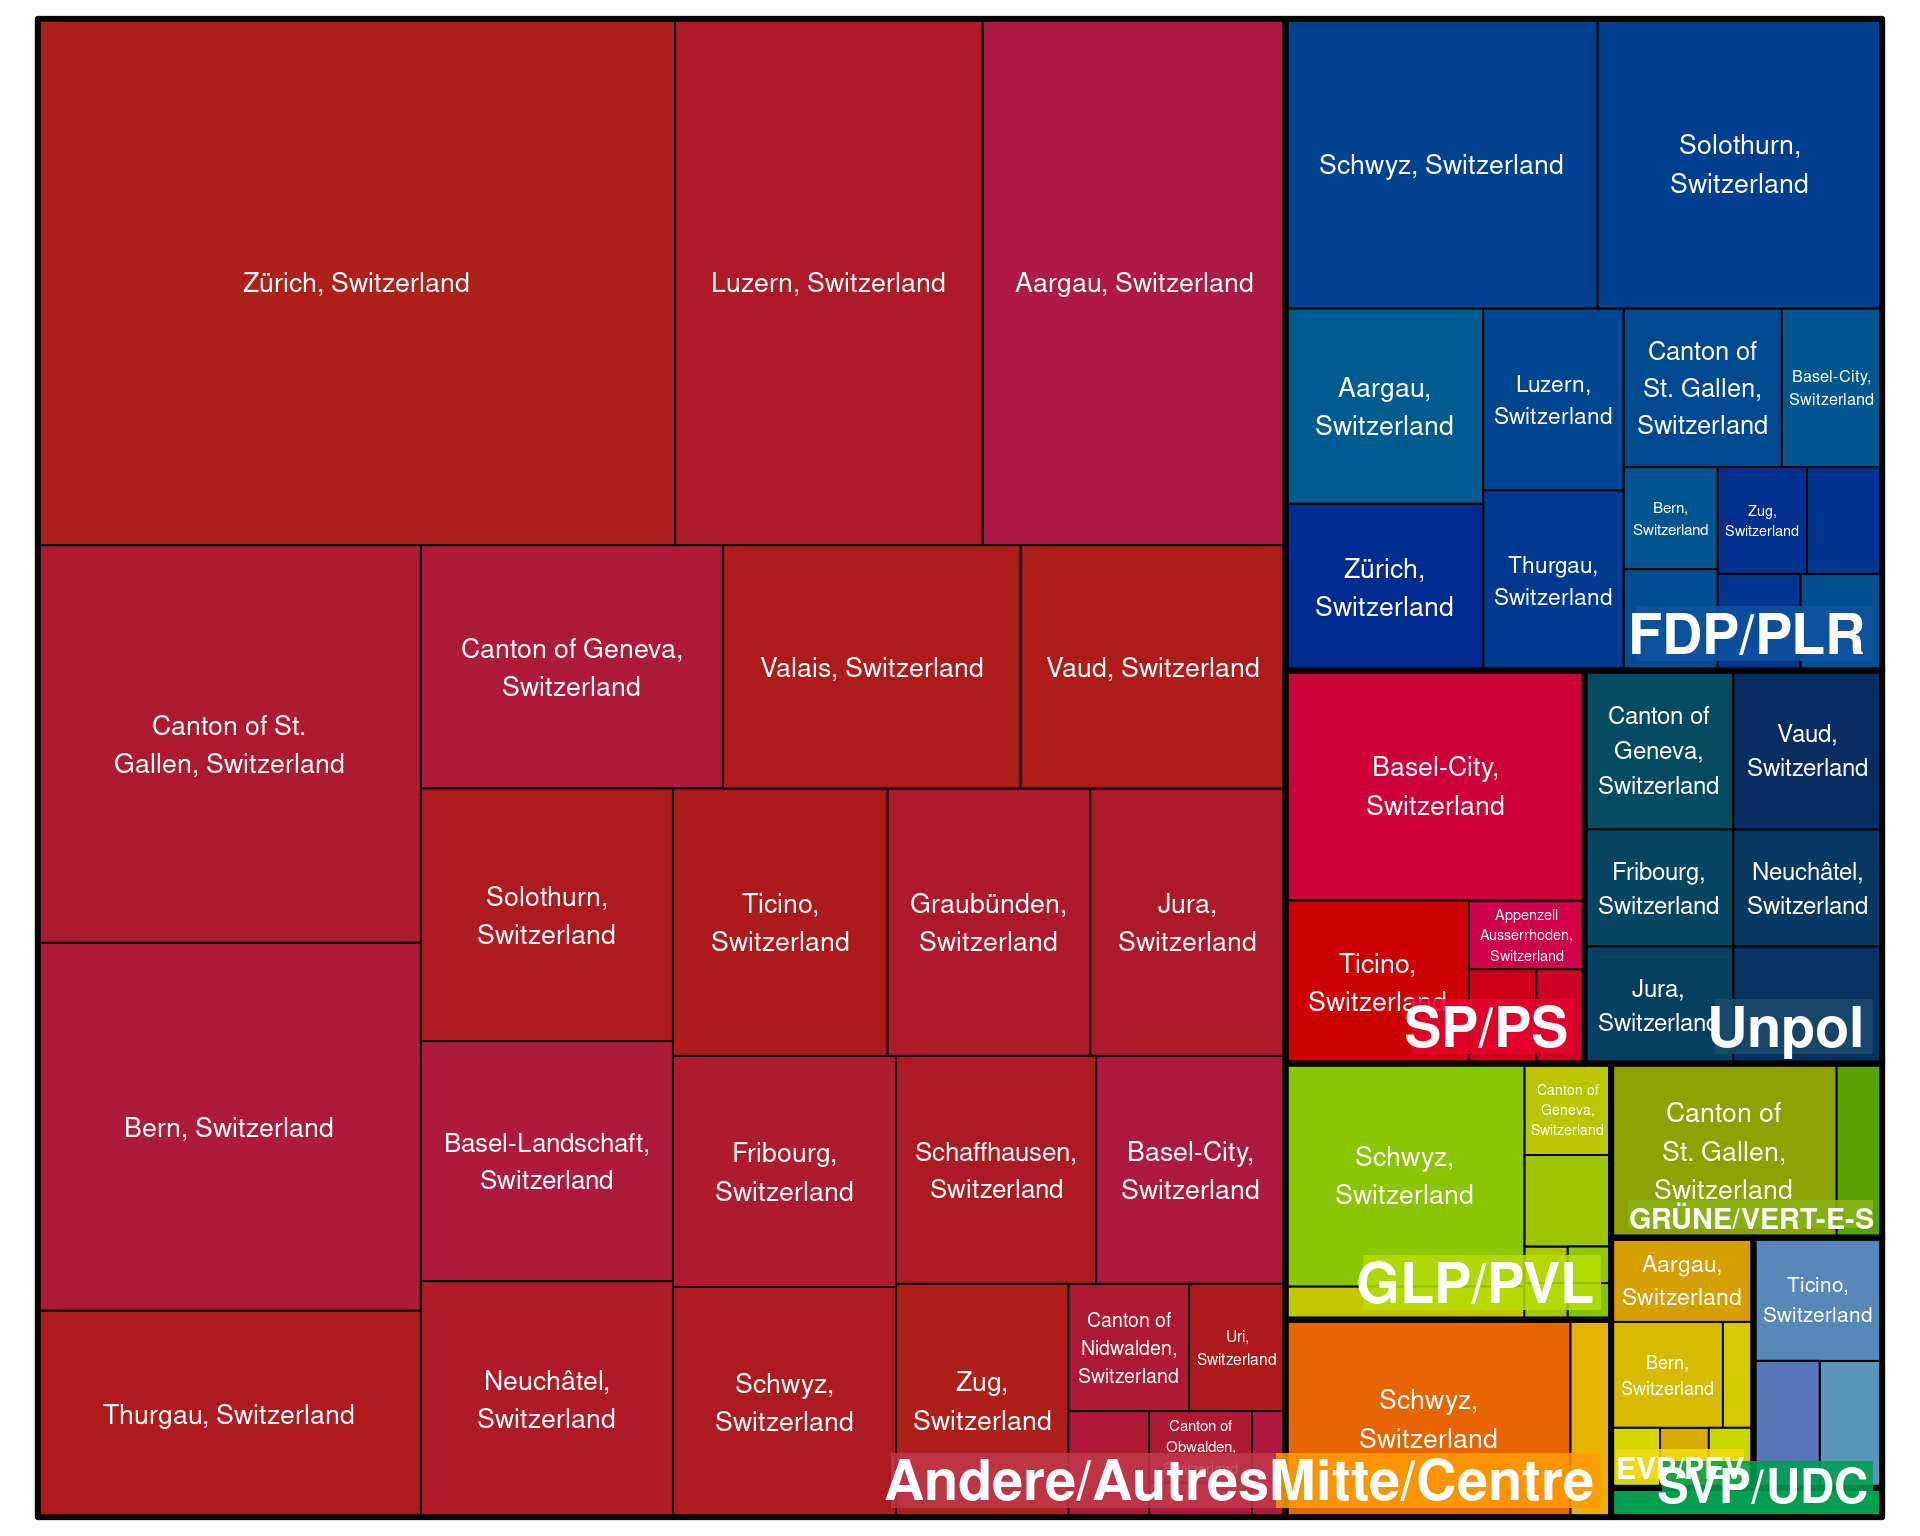 Zürich, Switzerland
Luzern, Switzerland
Aargau, Switzerland
Canton of St.
Gallen, Switzerland
Canton of Geneva,
Switzerland
Valais, Switzerland
Vaud, Switzerland
Solothurn,
Switzerland
Ticino,
Switzerland
Graubünden,
Switzerland
Jura,
Switzerland
Bern, Switzerland
Basel-Landschaft,
Switzerland
Fribourg,
Switzerland
Schaffhausen,
Switzerland
Basel-City,
Switzerland
Thurgau, Switzerland
Neuchâtel,
Switzerland
Schwyz,
Switzerland
Zug,
Switzerland
Canton of
Nidwalden,
Switzerland
Uri,
Switzerland
Canton of
Obwalden,
Andere/Autres
Schwyz, Switzerland
Solothurn,
Switzerland
Aargau,
Switzerland
Luzern,
Switzerland
Canton of
St. Gallen,
Switzerland
Basel-City,
Switzerland
Zürich,
Switzerland
Thurgau,
Switzerland
Bern,
Switzerland
Zug,
Switzerland
FDP/PLR
Basel-City,
Switzerland
Ticino,
Switzerland
Appenzell
Ausserrhoden,
Switzerland
SP/PS
Canton of
Geneva,
Switzerland
Vaud,
Switzerland
Fribourg,
Switzerland
Neuchâtel,
Switzerland
Jura,
Switzerland
Unpol
Schwyz,
Switzerland
Canton of
Geneva,
Switzerland
GLP/PVL
Canton of
St. Gallen,
Switzerland
GRÜNE/VERT-E-S
Schwyz,
Switzerland
Mitte/Centre
Aargau,
Switzerland
Bern,
Switzerland
EVP/PEV
Ticino,
Switzerland
SVP/UDC